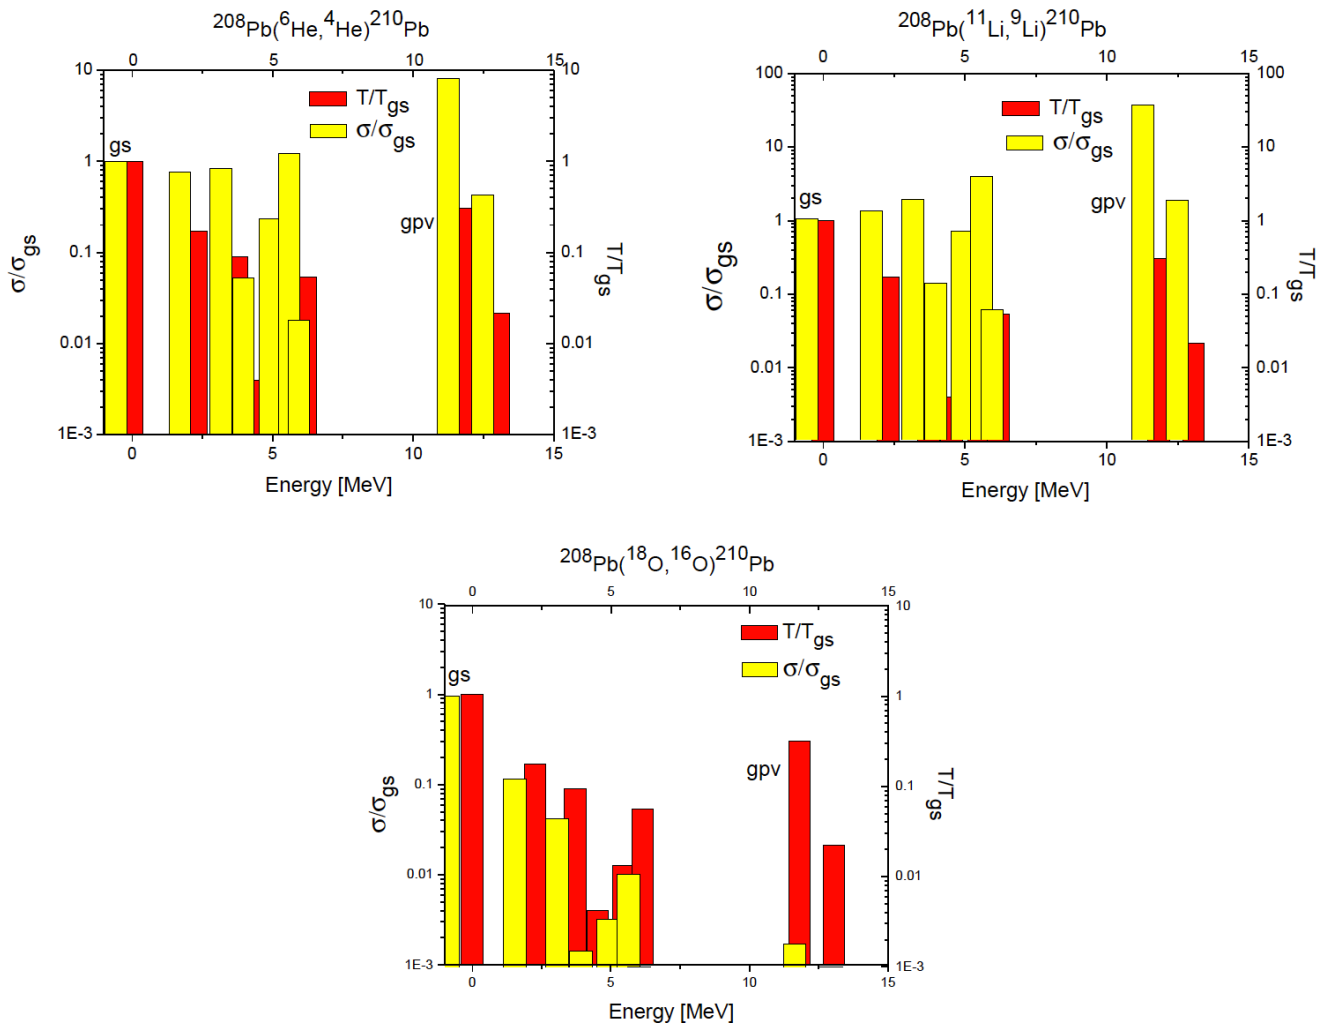 208Pb(6He,4He)210Pb
0 5 10 15
10 10
T/Tgs
σ/σgs
gs
1 1
gpv
0.1 0.1
σ/σgs
T/Tgs
0.01 0.01
1E-3 1E-3
0 5 10 15
Energy [MeV]
208Pb(11Li,9Li)210Pb
0 5 10 15
100 100
T/Tgs
σ/σgs
10 10
gs
gpv
1 1
σ/σgs
T/Tgs
0.1 0.1
0.01 0.01
1E-3 1E-3
0 5 10 15
Energy [MeV]
208Pb(18O,16O)210Pb
0 5 10 15
10 10
T/Tgs
σ/σgs
gs
1 1
gpv
0.1 0.1
σ/σgs
T/Tgs
0.01 0.01
1E-3 1E-3
0 5 10 15
Energy [MeV]